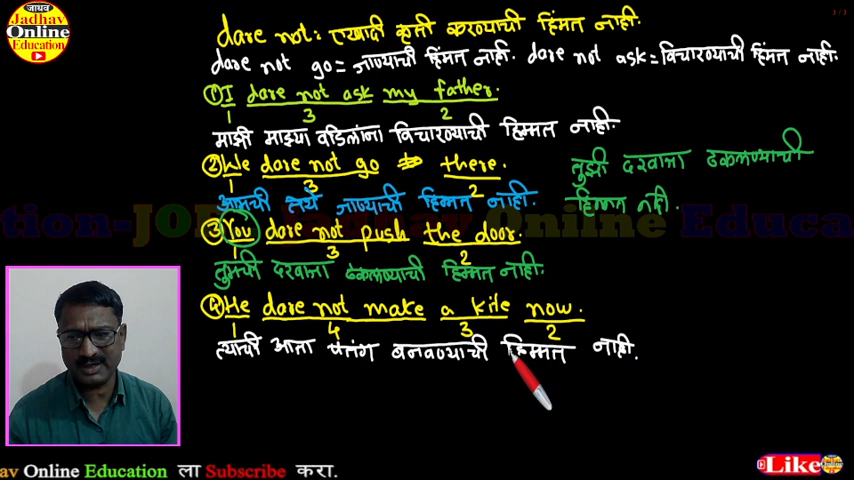 जाधव
Jadhav
Online
Education
3 / 3
dare not: एखादी कृती करण्याची हिंमत नाही.
dare not go = जाण्याची हिंमत नाही. dare not ask = विचारण्याची हिंमत नाही.
① I dare not ask my father.
1 3 2
माझी माझ्या वडिलांना विचारण्याची हिम्मत नाही.
② We dare not go there.
1 3 2
आमची तेथे जाण्याची हिम्मत नाही.
तुझी दरवाजा ढकलण्याची
हिम्मत नाही.
③ You dare not push the door.
1 3 2
तुमची दरवाजा ढकलण्याची हिम्मत नाही.
④ He dare not make a kite now.
1 4 3 2
त्याची आता पतंग बनवण्याची हिम्मत नाही.
av Online Education ला Subscribe करा.
Like